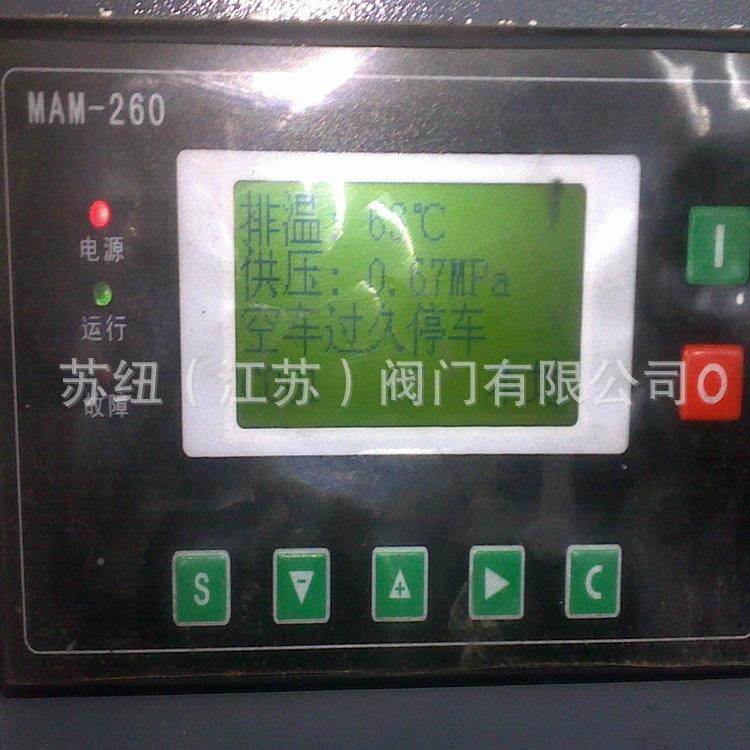 MAM-260
电源
运行
故障
排温：63℃
供压：0.67MPa
空车过久停车
苏纽（江苏）阀门有限公司
I
O
S
-
+
C